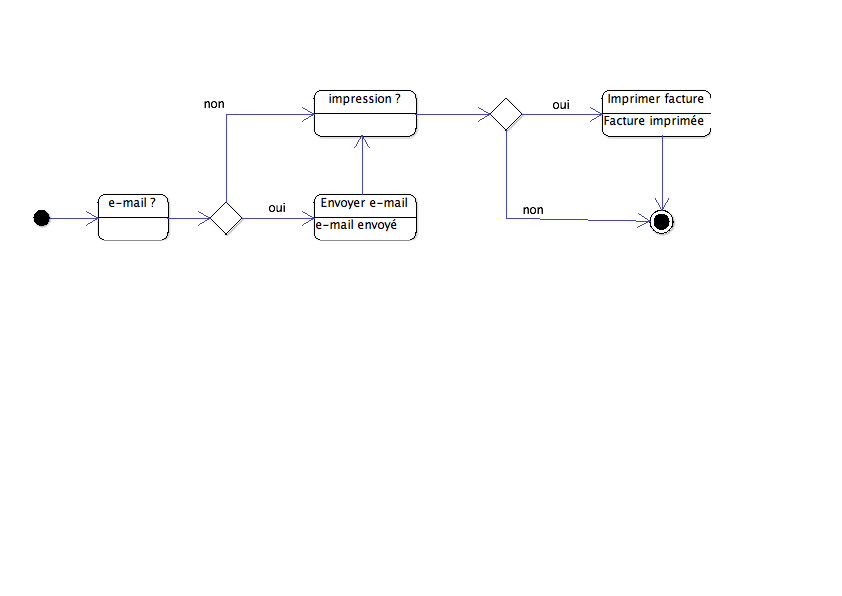 non
impression ?
oui
Imprimer facture
Facture imprimée
e-mail ?
oui
Envoyer e-mail
e-mail envoyé
non